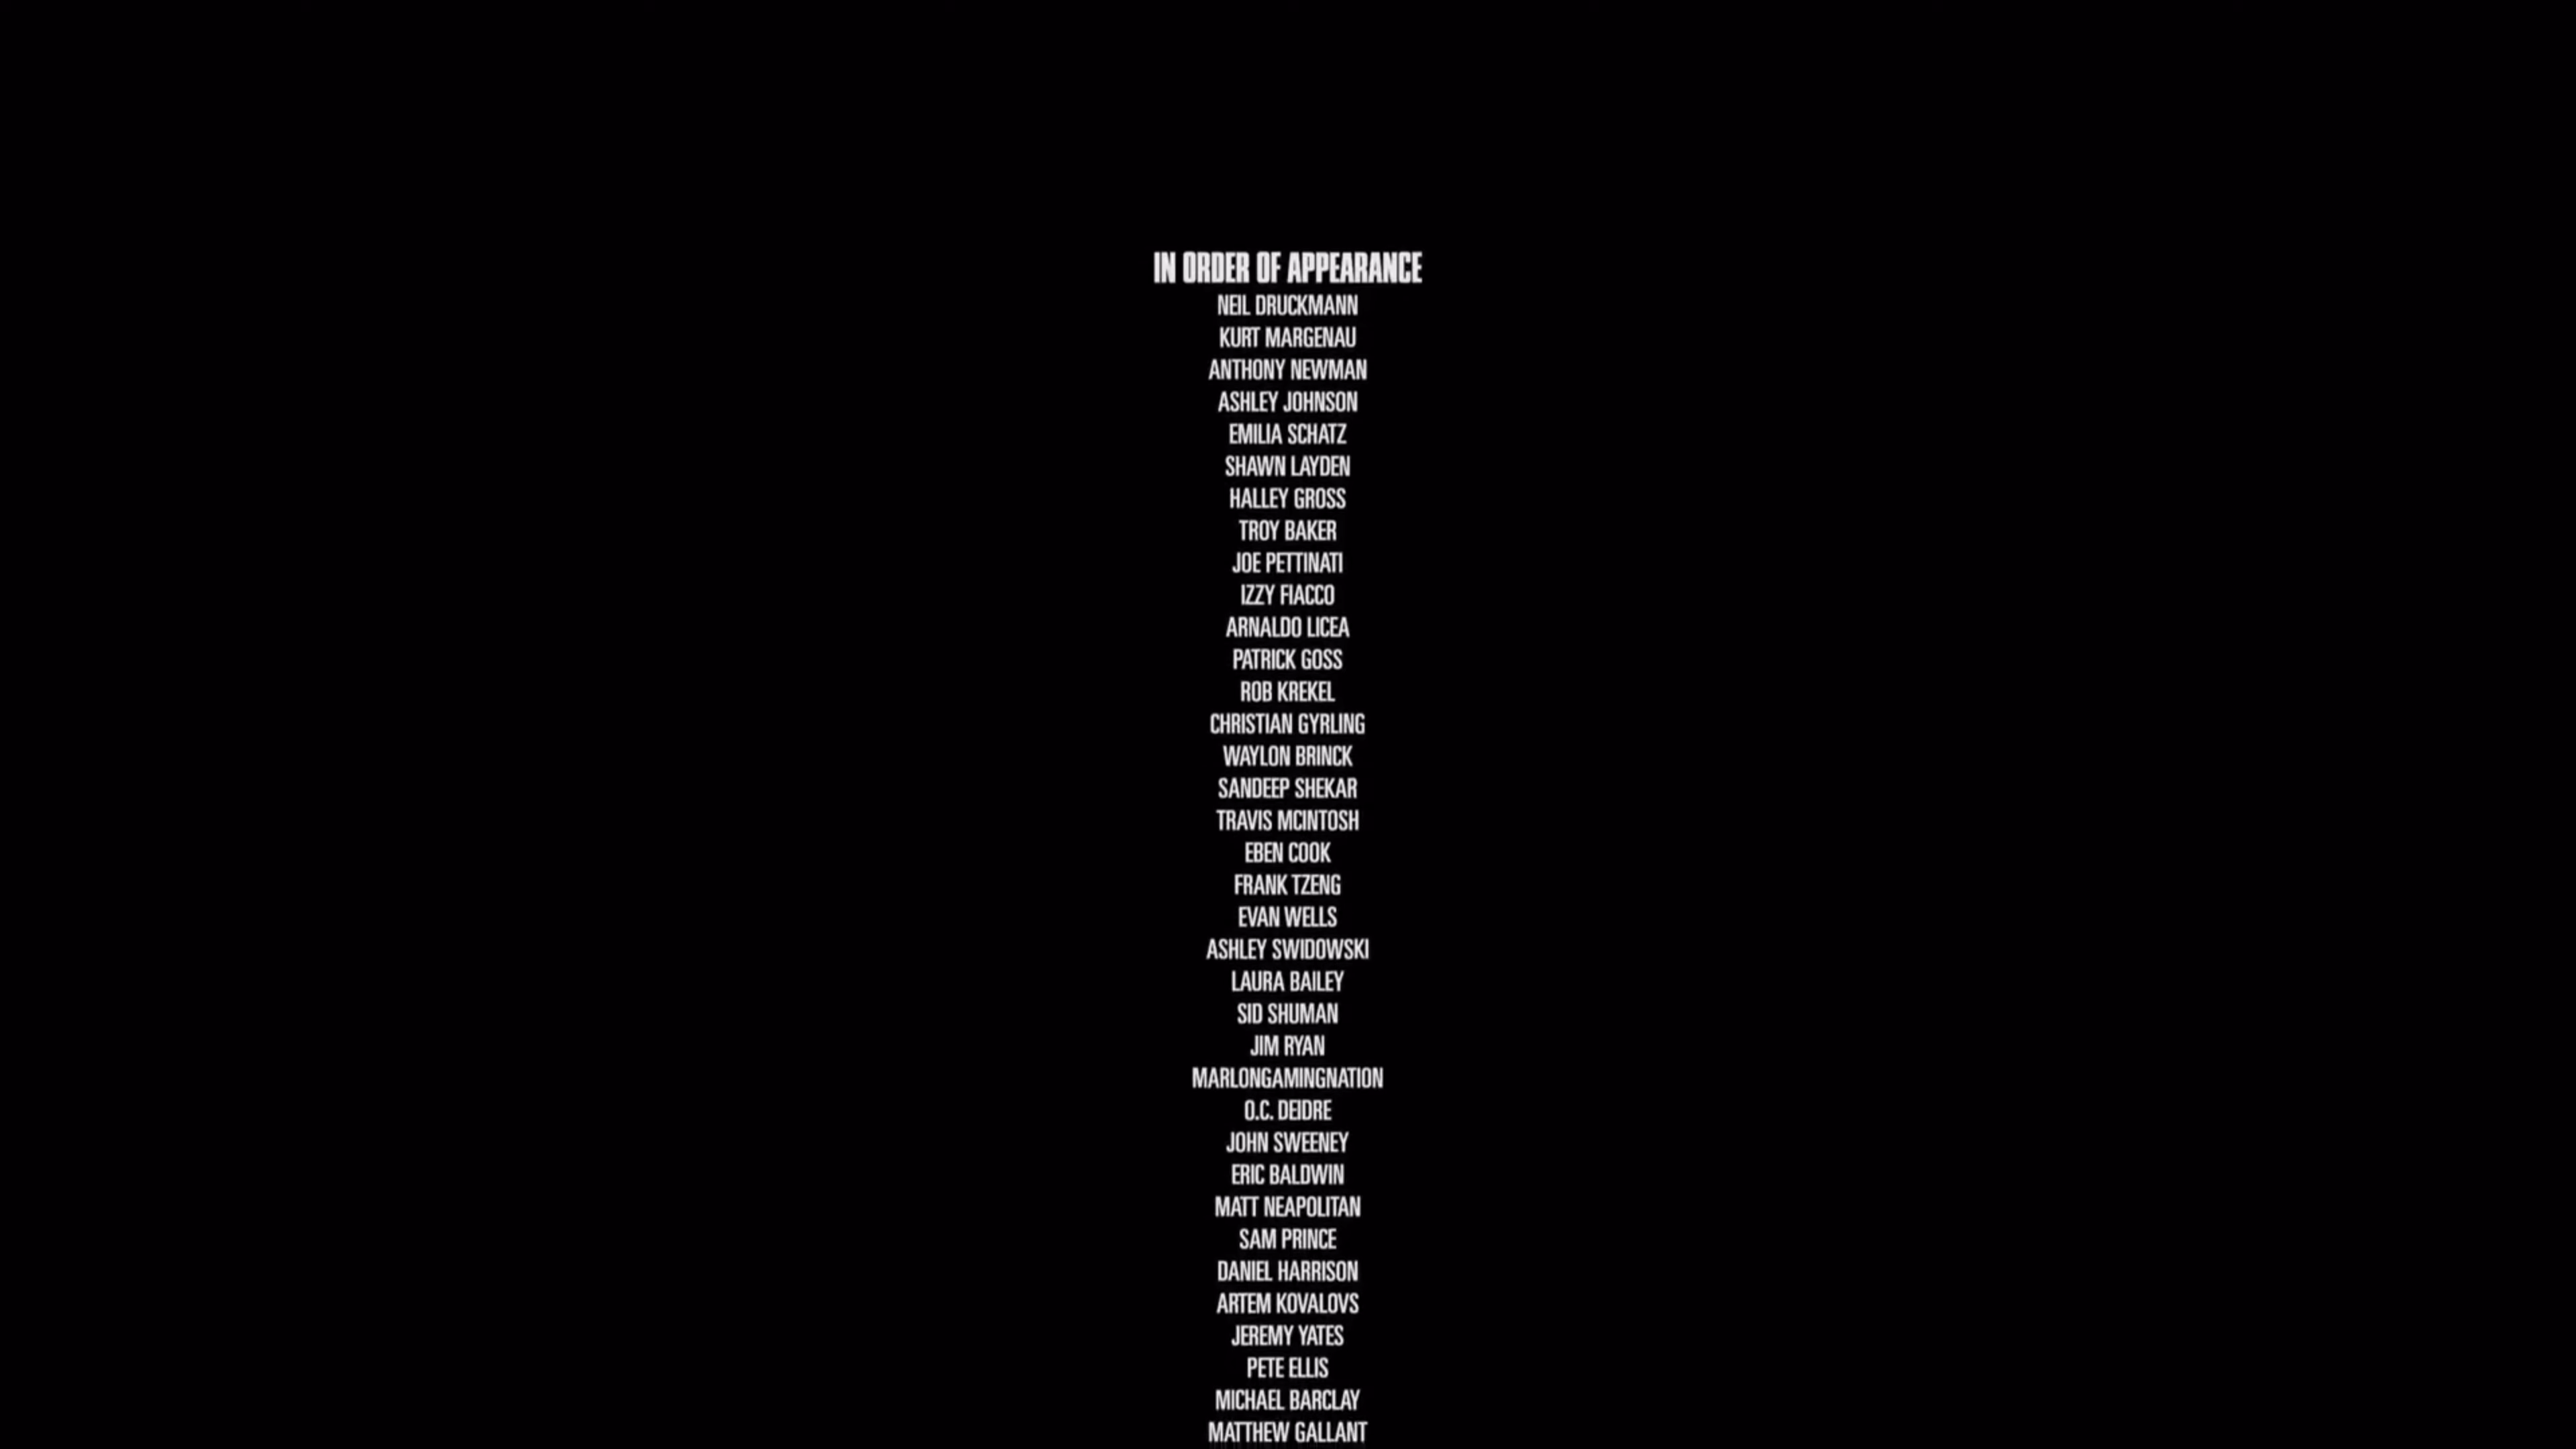 IN ORDER OF APPEARANCE
NEIL DRUCKMANN
KURT MARGENAU
ANTHONY NEWMAN
ASHLEY JOHNSON
EMILIA SCHATZ
SHAWN LAYDEN
HALLEY GROSS
TROY BAKER
JOE PETTINATI
IZZY FIACCO
ARNALDO LICEA
PATRICK GOSS
ROB KREKEL
CHRISTIAN GYRLING
WAYLON BRINCK
SANDEEP SHEKAR
TRAVIS MCINTOSH
EBEN COOK
FRANK TZENG
EVAN WELLS
ASHLEY SWIDOWSKI
LAURA BAILEY
SID SHUMAN
JIM RYAN
MARLONGAMINGNATION
O.C. DEIDRE
JOHN SWEENEY
ERIC BALDWIN
MATT NEAPOLITAN
SAM PRINCE
DANIEL HARRISON
ARTEM KOVALOVS
JEREMY YATES
PETE ELLIS
MICHAEL BARCLAY
MATTHEW GALLANT